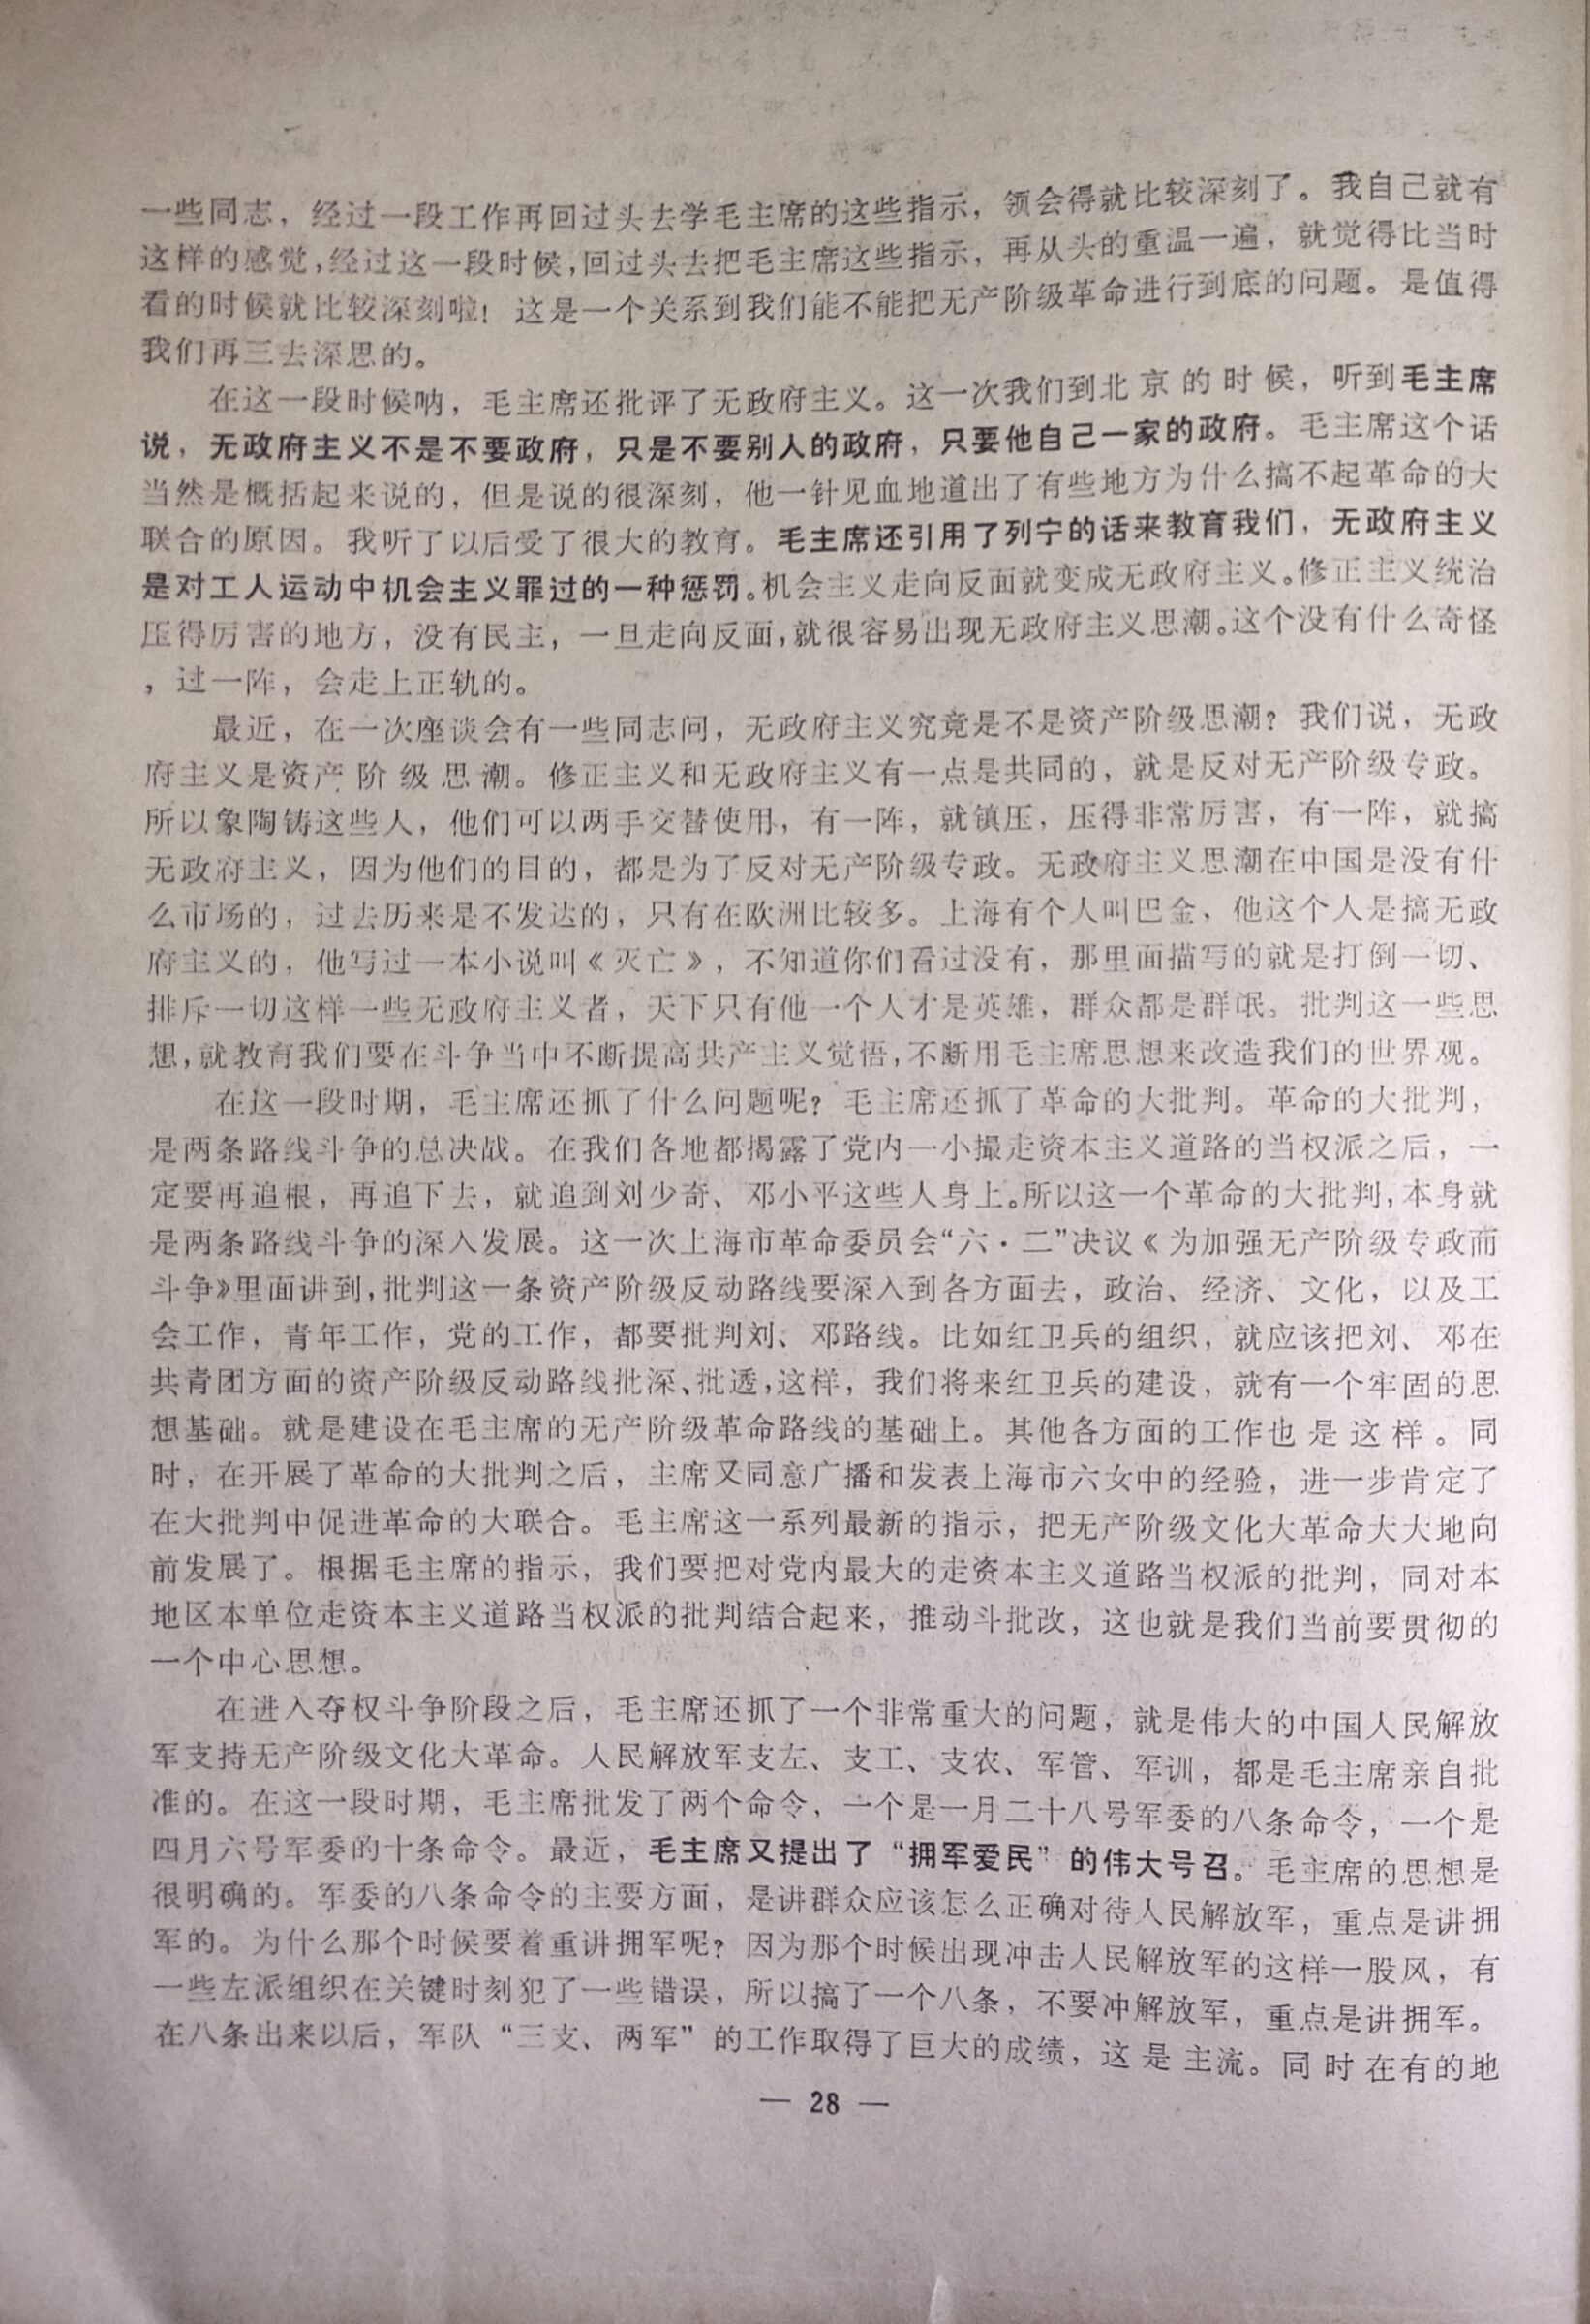 一些同志，经过一段工作再回过头去学毛主席的这些指示，领会得就比较深刻了。我自己就有
这样的感觉，经过这一段时候，回过头去把毛主席这些指示，再从头的重温一遍，就觉得比当时
看的时候就比较深刻啦！这是一个关系到我们能不能把无产阶级革命进行到底的问题。是值得
我们再三去深思的。
在这一段时候呐，毛主席还批评了无政府主义。这一次我们到北京的时候，听到毛主席
说，无政府主义不是不要政府，只是不要别人的政府，只要他自己一家的政府。毛主席这个话
当然是概括起来说的，但是说的很深刻，他一针见血地道出了有些地方为什么搞不起革命的大
联合的原因。我听了以后受了很大的教育。毛主席还引用了列宁的话来教育我们，无政府主义
是对工人运动中机会主义罪过的一种惩罚。机会主义走向反面就变成无政府主义。修正主义统治
压得厉害的地方，没有民主，一旦走向反面，就很容易出现无政府主义思潮。这个没有什么奇怪
，过一阵，会走上正轨的。
最近，在一次座谈会有一些同志问，无政府主义究竟是不是资产阶级思潮？我们说，无政
府主义是资产阶级思潮。修正主义和无政府主义有一点是共同的，就是反对无产阶级专政。
所以象陶铸这些人，他们可以两手交替使用，有一阵，就镇压，压得非常厉害，有一阵，就搞
无政府主义，因为他们的目的，都是为了反对无产阶级专政。无政府主义思潮在中国是没有什
么市场的，过去历来是不发达的，只有在欧洲比较多。上海有个人叫巴金，他这个人是搞无政
府主义的，他写过一本小说叫《灭亡》，不知道你们看过没有，那里面描写的就是打倒一切、
排斥一切这样一些无政府主义者，天下只有他一个人才是英雄，群众都是群氓。批判这一些思
想，就教育我们要在斗争当中不断提高共产主义觉悟，不断用毛主席思想来改造我们的世界观。
在这一段时期，毛主席还抓了什么问题呢？毛主席还抓了革命的大批判。革命的大批判，
是两条路线斗争的总决战。在我们各地都揭露了党内一小撮走资本主义道路的当权派之后，一
定要再追根，再追下去，就追到刘少奇、邓小平这些人身上。所以这一个革命的大批判，本身就
是两条路线斗争的深入发展。这一次上海市革命委员会“六·二”决议《为加强无产阶级专政而
斗争》里面讲到，批判这一条资产阶级反动路线要深入到各方面去，政治、经济、文化，以及工
会工作，青年工作，党的工作，都要批判刘、邓路线。比如红卫兵的组织，就应该把刘、邓在
共青团方面的资产阶级反动路线批深、批透，这样，我们将来红卫兵的建设，就有一个牢固的思
想基础。就是建设在毛主席的无产阶级革命路线的基础上。其他各方面的工作也是这样。同
时，在开展了革命的大批判之后，主席又同意广播和发表上海市六女中的经验，进一步肯定了
在大批判中促进革命的大联合。毛主席这一系列最新的指示，把无产阶级文化大革命大大地向
前发展了。根据毛主席的指示，我们要把对党内最大的走资本主义道路当权派的批判，同对本
地区本单位走资本主义道路当权派的批判结合起来，推动斗批改，这也就是我们当前要贯彻的
一个中心思想。
在进入夺权斗争阶段之后，毛主席还抓了一个非常重大的问题，就是伟大的中国人民解放
军支持无产阶级文化大革命。人民解放军支左、支工、支农、军管、军训，都是毛主席亲自批
准的。在这一段时期，毛主席批发了两个命令，一个是一月二十八号军委的八条命令，一个是
四月六号军委的十条命令。最近，毛主席又提出了“拥军爱民”的伟大号召。毛主席的思想是
很明确的。军委的八条命令的主要方面，是讲群众应该怎么正确对待人民解放军，重点是讲拥
军的。为什么那个时候要着重讲拥军呢？因为那个时候出现冲击人民解放军的这样一股风，有
一些左派组织在关键时刻犯了一些错误，所以搞了一个八条，不要冲解放军，重点是讲拥军。
在八条出来以后，军队“三支、两军”的工作取得了巨大的成绩，这是主流。同时在有的地
— 28 —